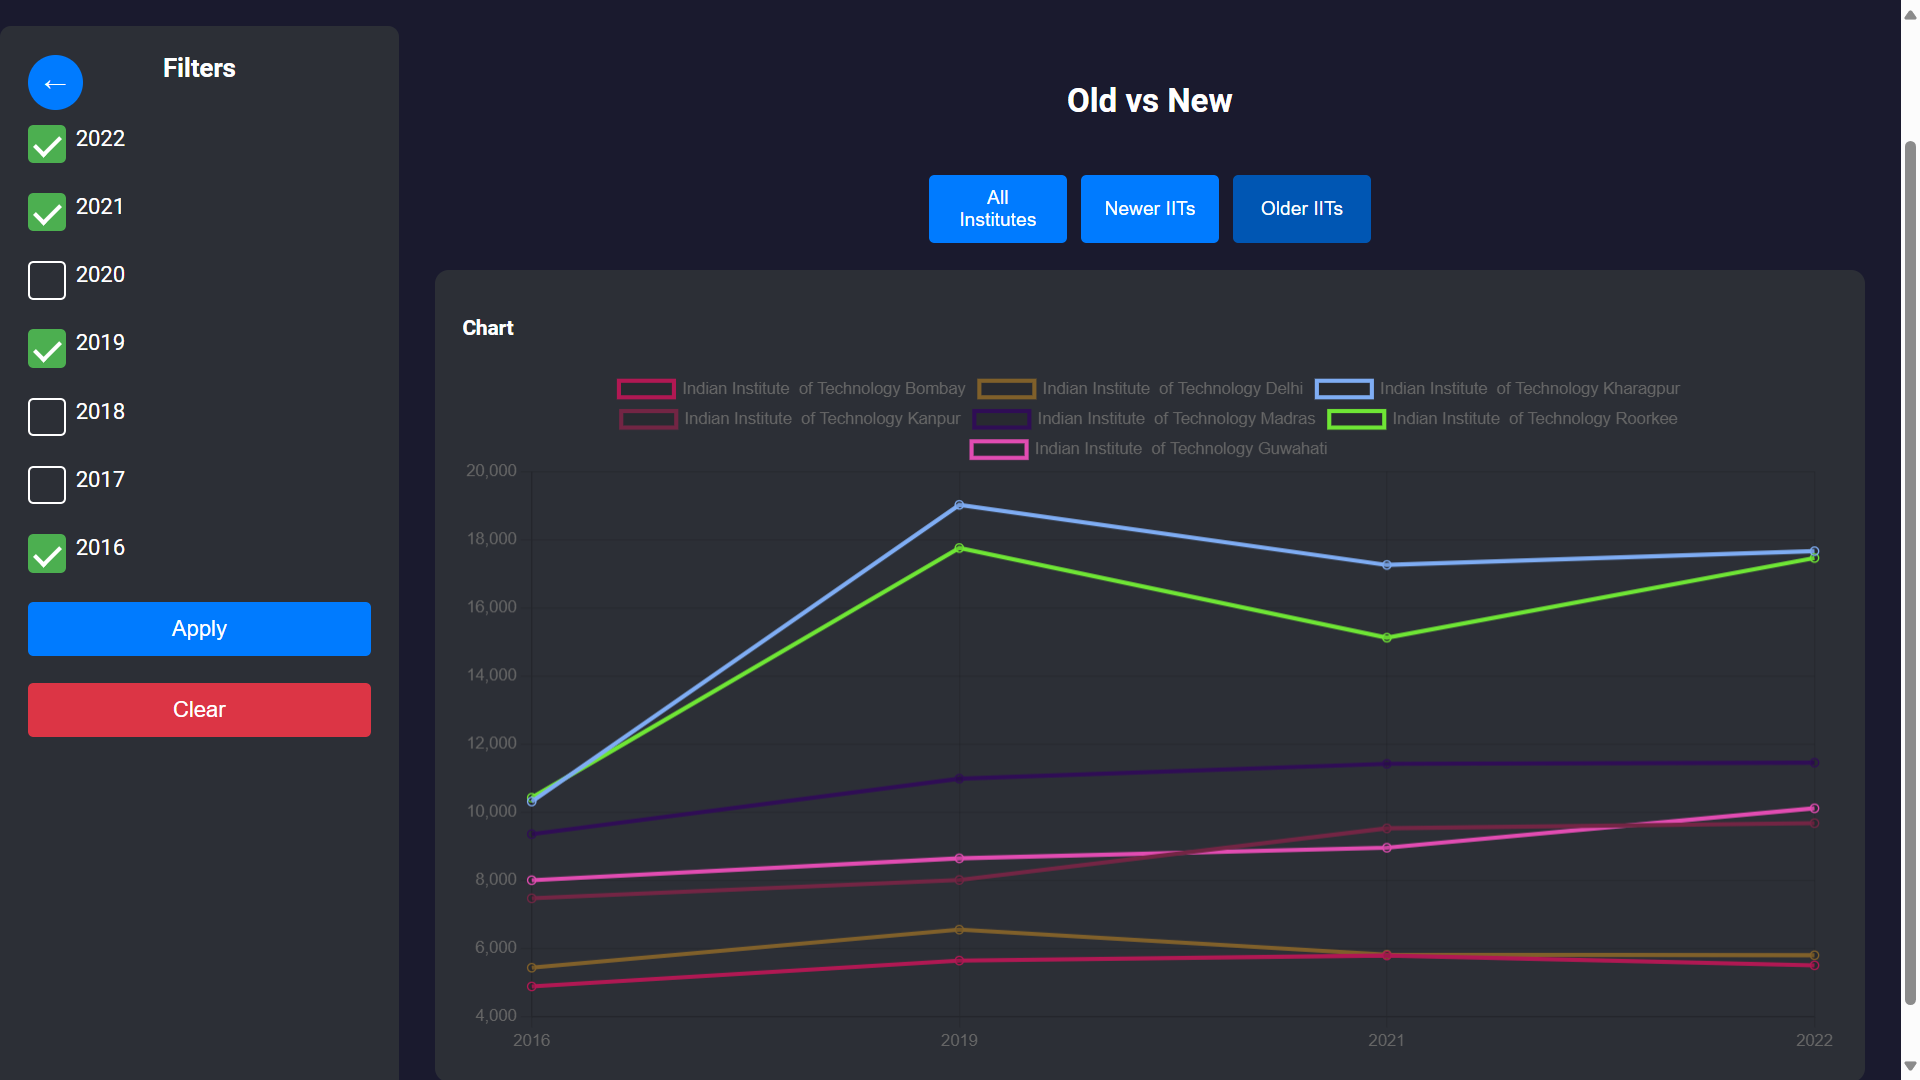 Filters
←
2022
2021
2020
2019
2018
2017
2016
Apply
Clear
Old vs New
All
Institutes
Newer IITs
Older IITs
Chart
Indian Institute  of Technology Bombay
Indian Institute  of Technology Delhi
Indian Institute  of Technology Kharagpur
Indian Institute  of Technology Kanpur
Indian Institute  of Technology Madras
Indian Institute  of Technology Roorkee
Indian Institute  of Technology Guwahati
20,000
18,000
16,000
14,000
12,000
10,000
8,000
6,000
4,000
2016
2019
2021
2022